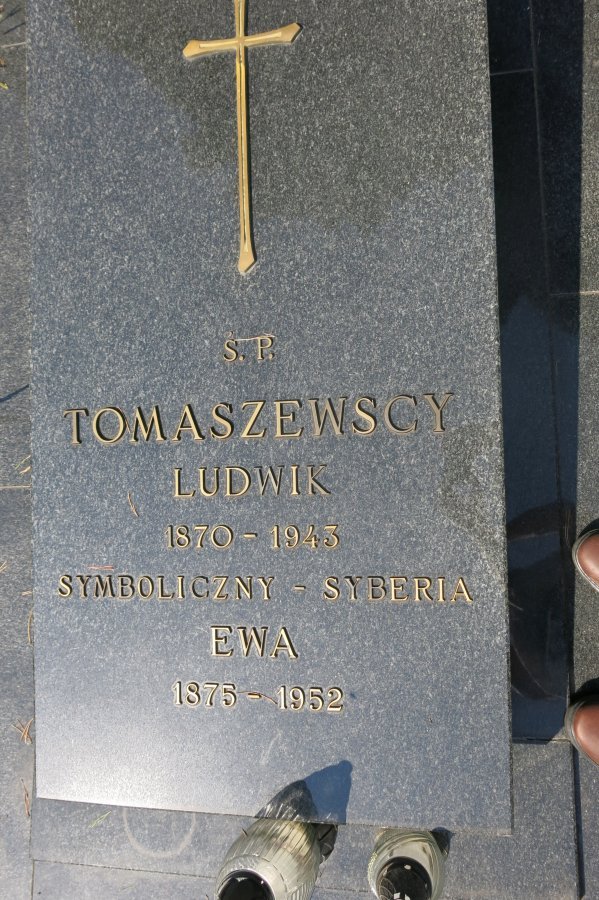 Ś. P.
TOMASZEWSCY
LUDWIK
1870 - 1943
SYMBOLICZNY - SYBERIA
EWA
1875 - 1952